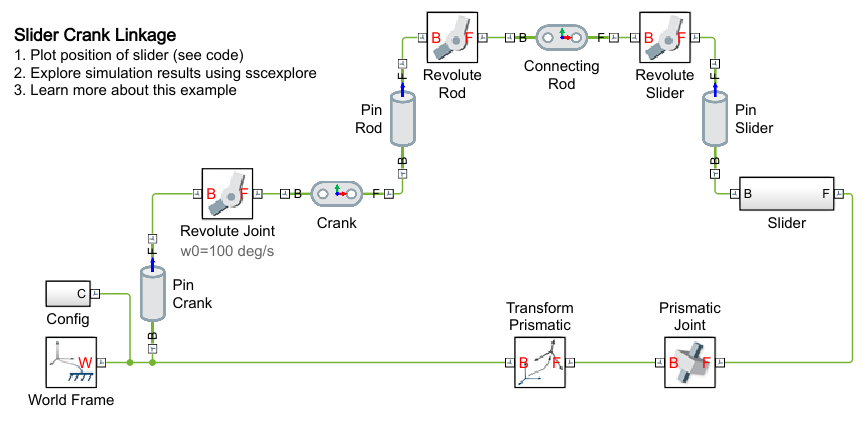 Slider Crank Linkage
1. Plot position of slider (see code)
2. Explore simulation results using sscexplore
3. Learn more about this example
B F
Revolute
Rod
B F
Connecting
Rod
B F
Revolute
Slider
F
Pin
Rod
B
F
Pin
Slider
B
B F
Revolute Joint
w0=100 deg/s
B F
Crank
B F
Slider
F
Pin
Crank
B
C
Config
W
World Frame
Transform
Prismatic
B F
Prismatic
Joint
B F